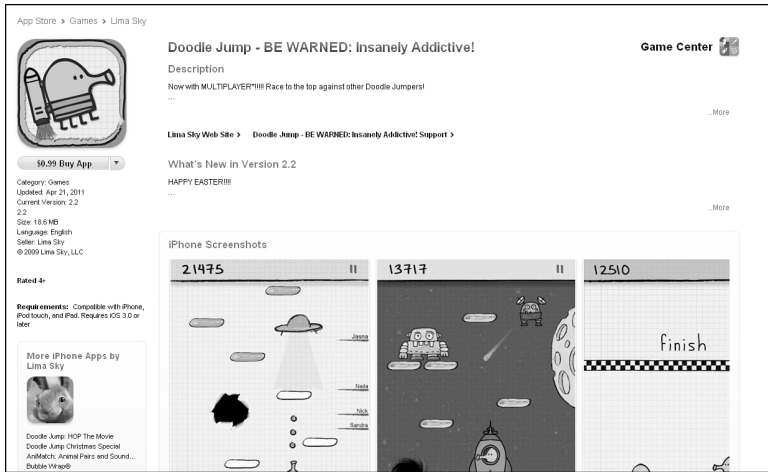 App Store > Games > Lima Sky
Doodle Jump - BE WARNED: Insanely Addictive!
Game Center
Description
Now with MULTIPLAYER*!!!!! Race to the top against other Doodle Jumpers!
...
...More
Lima Sky Web Site > Doodle Jump - BE WARNED: Insanely Addictive! Support >
What's New in Version 2.2
HAPPY EASTER!!!!
...
...More
$0.99 Buy App
Category: Games
Updated: Apr 21, 2011
Current Version: 2.2
2.2
Size: 18.6 MB
Language: English
Seller: Lima Sky
© 2009 Lima Sky, LLC
Rated 4+
Requirements: Compatible with iPhone,
iPod touch, and iPad. Requires iOS 3.0 or
later
More iPhone Apps by
Lima Sky
Doodle Jump: HOP The Movie
Doodle Jump Christmas Special
AniMatch: Animal Pairs and Sound...
Bubble Wrap®
iPhone Screenshots
21475
Jasna
Naila
Nick
Sandra
13717
12510
finish